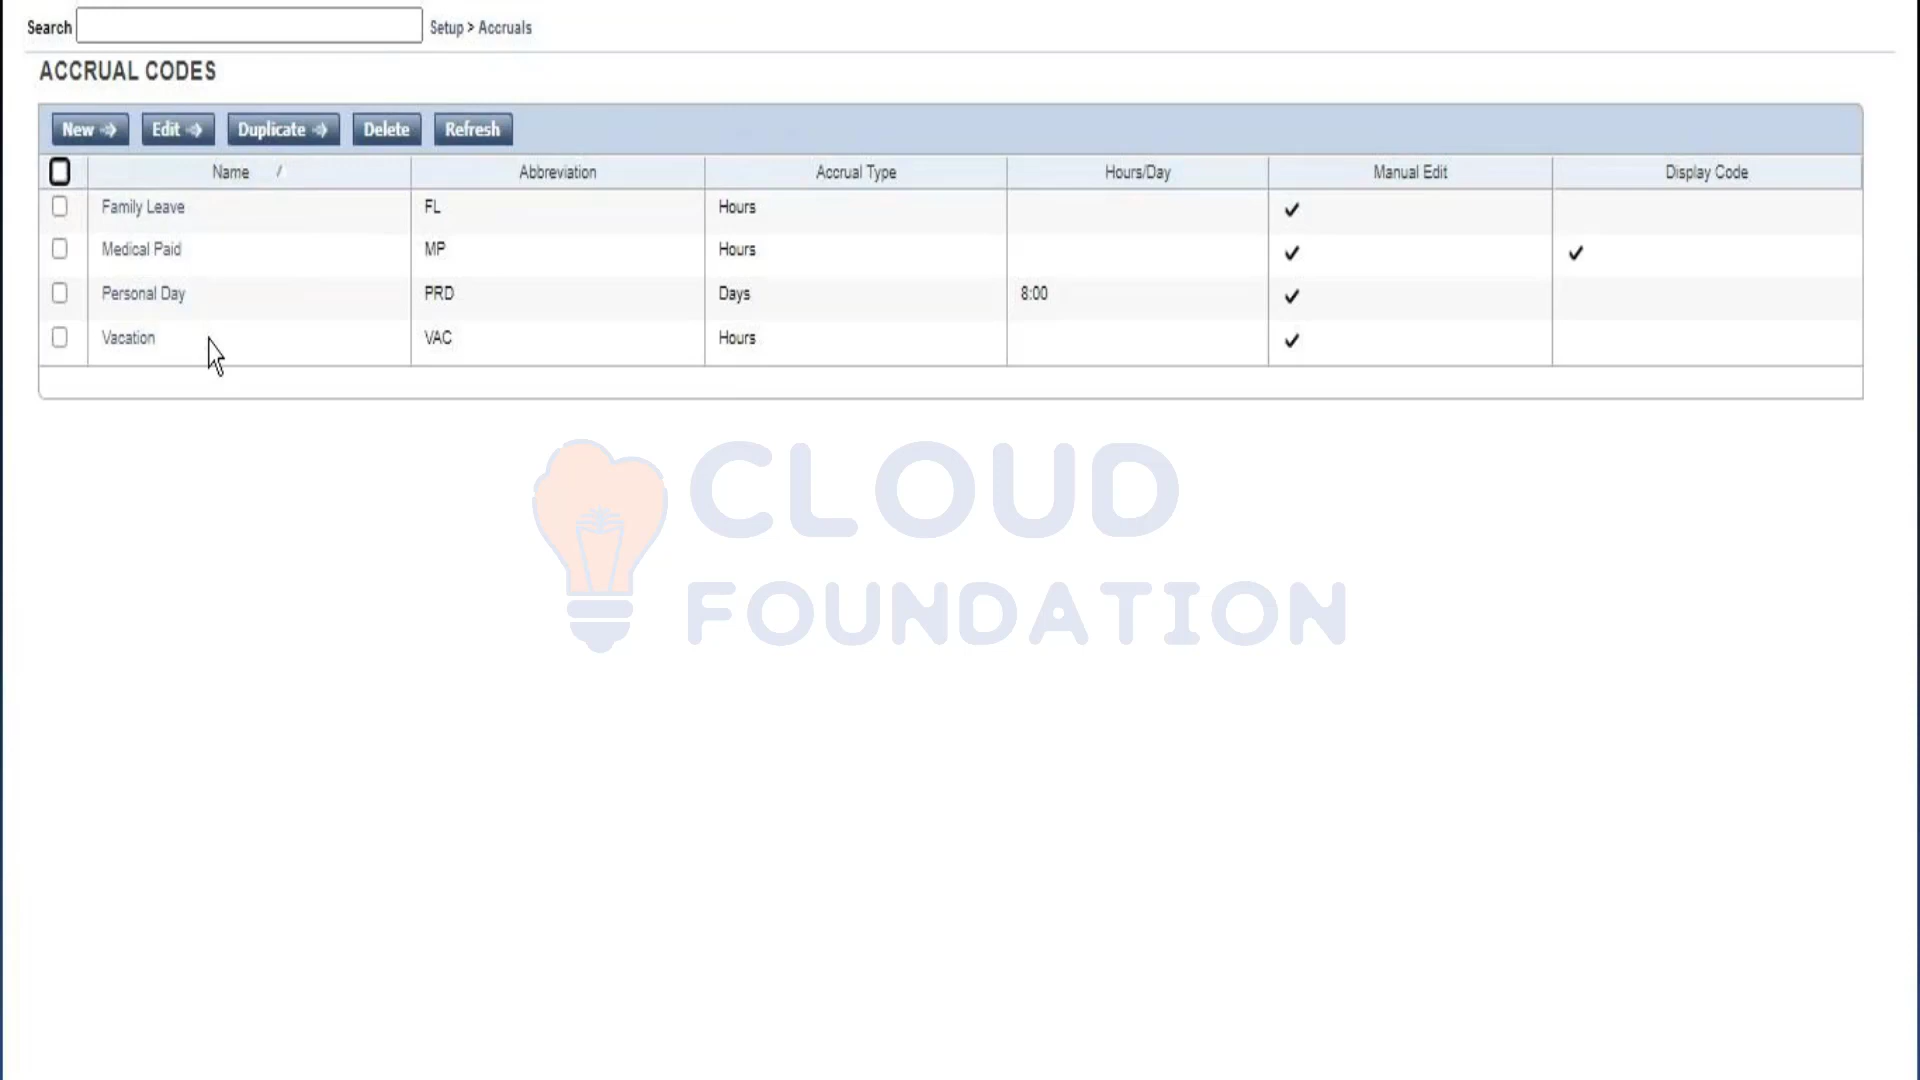 Search Setup > Accruals
ACCRUAL CODES
New Edit Duplicate Delete Refresh
Name / Abbreviation Accrual Type Hours/Day Manual Edit Display Code
Family Leave FL Hours
Medical Paid MP Hours
Personal Day PRD Days 8:00
Vacation VAC Hours
CLOUD
FOUNDATION